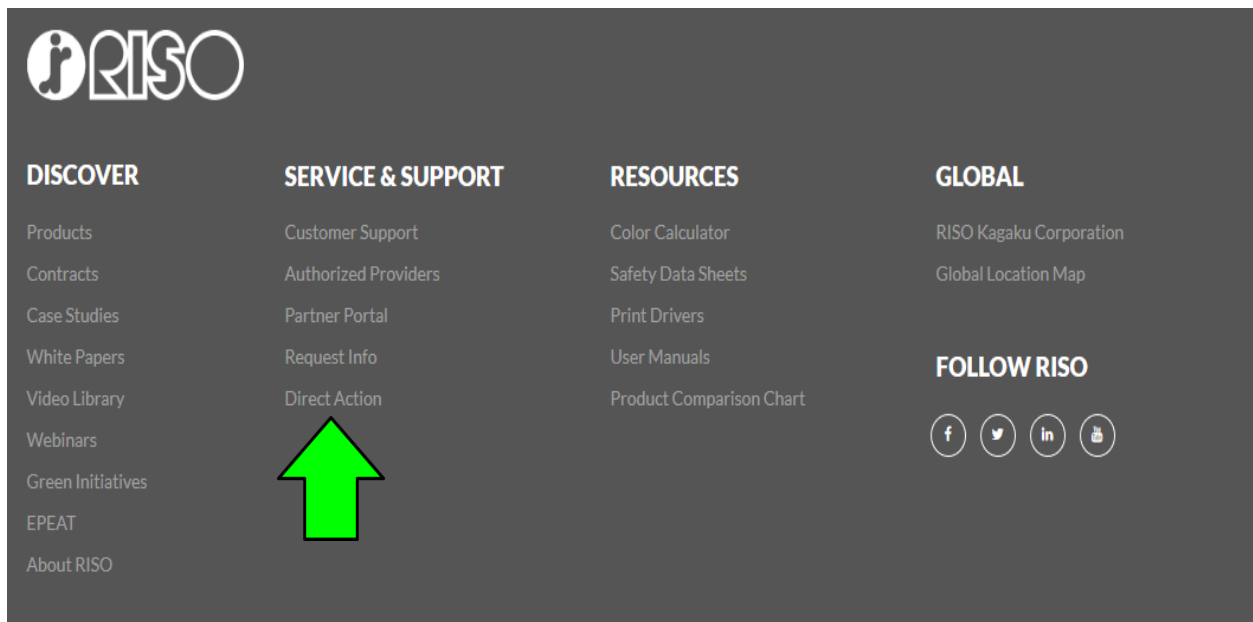 RISO
DISCOVER
Products
Contracts
Case Studies
White Papers
Video Library
Webinars
Green Initiatives
EPEAT
About RISO
SERVICE & SUPPORT
Customer Support
Authorized Providers
Partner Portal
Request Info
Direct Action
RESOURCES
Color Calculator
Safety Data Sheets
Print Drivers
User Manuals
Product Comparison Chart
GLOBAL
RISO Kagaku Corporation
Global Location Map
FOLLOW RISO